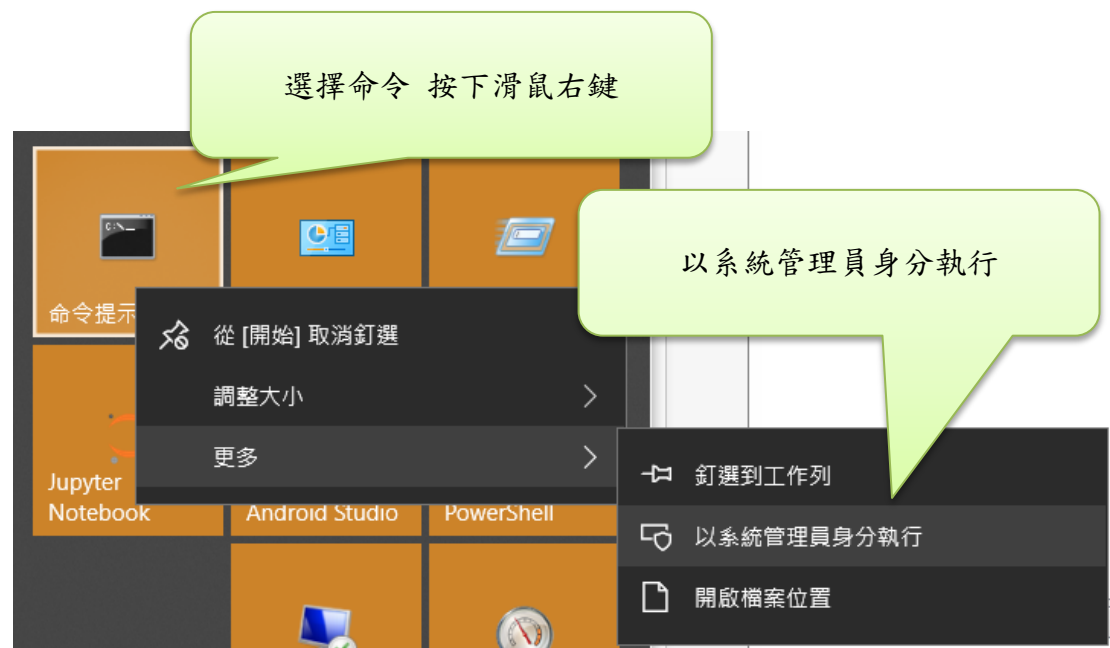 選擇命令 按下滑鼠右鍵
以系統管理員身分執行
C:\_
命令提示
從 [開始] 取消釘選
調整大小
更多
Jupyter
Notebook
Android Studio
PowerShell
釘選到工作列
以系統管理員身分執行
開啟檔案位置